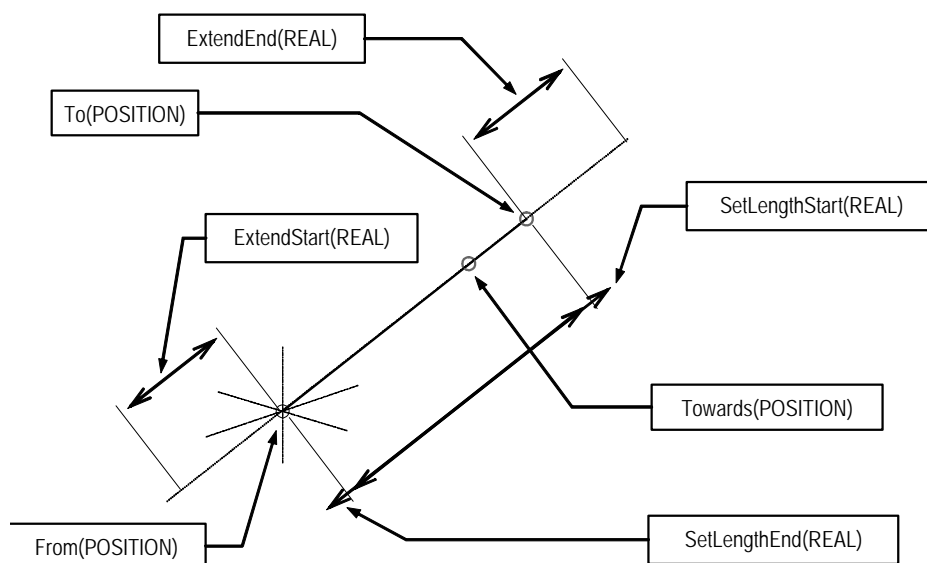 ExtendEnd(REAL)
To(POSITION)
SetLengthStart(REAL)
ExtendStart(REAL)
Towards(POSITION)
From(POSITION)
SetLengthEnd(REAL)